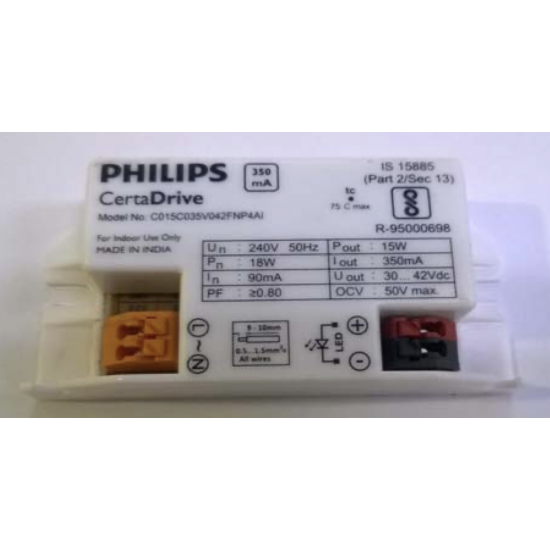 PHILIPS
350 mA
CertaDrive
Model No: C015C035V042FNP4AI
For Indoor Use Only
MADE IN INDIA
IS 15885
(Part 2/Sec 13)
tc
75 C max
R-95000698
Un : 240V 50Hz Pout : 15W
Pn : 18W Iout : 350mA
In : 90mA Uout : 30... 42Vdc
PF : ≥0.80 OCV : 50V max.
L
~
N
9 - 10mm
0.5...1.5mm²
All wires
LED
+
-